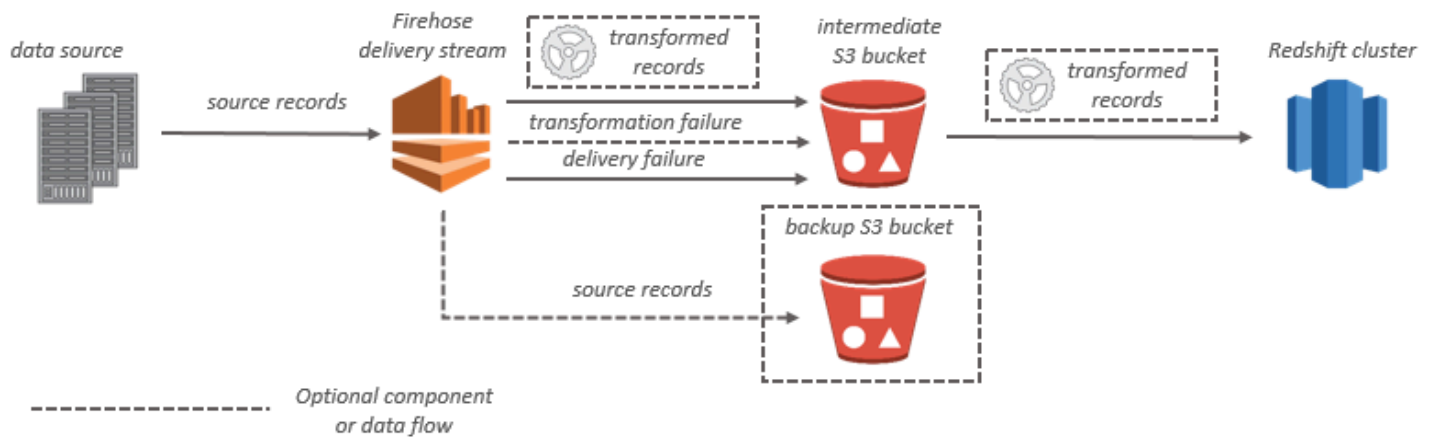 data source
source records
Firehose
delivery stream
transformed
records
transformation failure
delivery failure
intermediate
S3 bucket
transformed
records
Redshift cluster
backup S3 bucket
source records
Optional component
or data flow